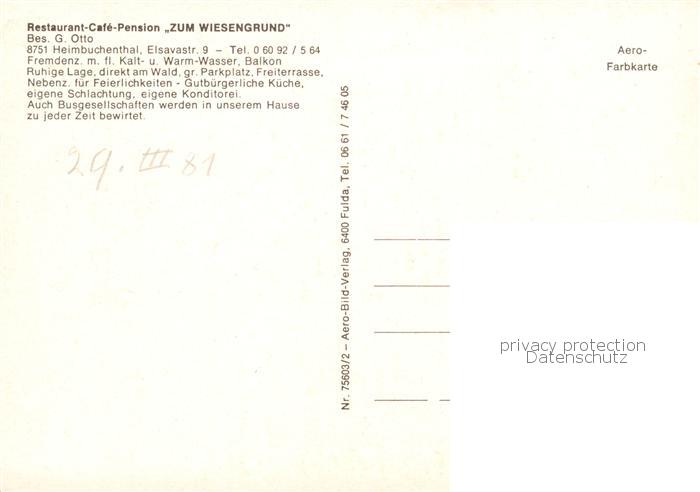 Restaurant-Café-Pension „ZUM WIESENGRUND"
Bes. G. Otto
8751 Heimbuchenthal, Elsavastr. 9 – Tel. 0 60 92 / 5 64
Fremdenz. m. fl. Kalt- u. Warm-Wasser, Balkon
Ruhige Lage, direkt am Wald, gr. Parkplatz, Freiterrasse,
Nebenz. für Feierlichkeiten - Gutbürgerliche Küche,
eigene Schlachtung, eigene Konditorei.
Auch Busgesellschaften werden in unserem Hause
zu jeder Zeit bewirtet.
29. III 81
Nr. 75603/2 – Aero-Bild-Verlag, 6400 Fulda, Tel. 06 61 / 7 46 05
Aero-
Farbkarte
privacy protection
Datenschutz